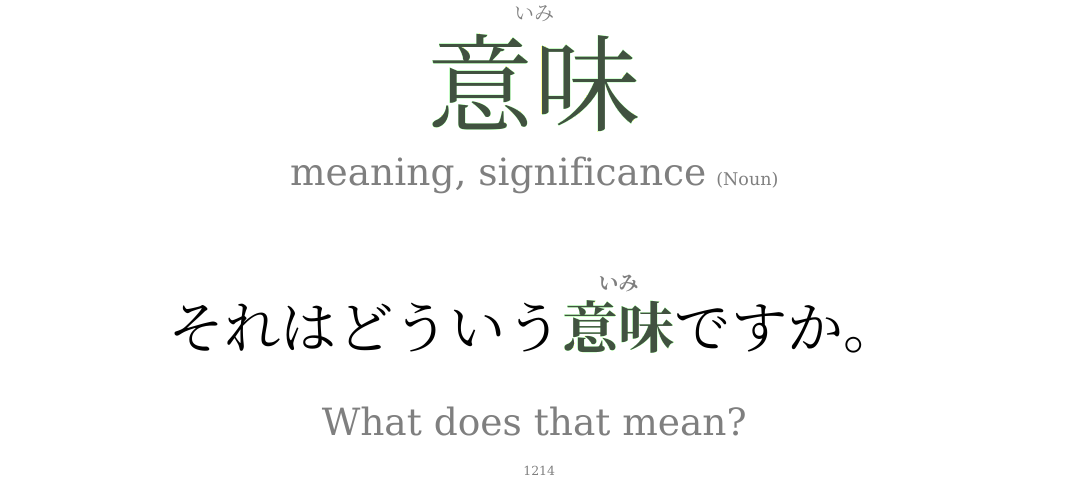 いみ
意味
meaning, significance (Noun)
いみ
それはどういう意味ですか。
What does that mean?
1214